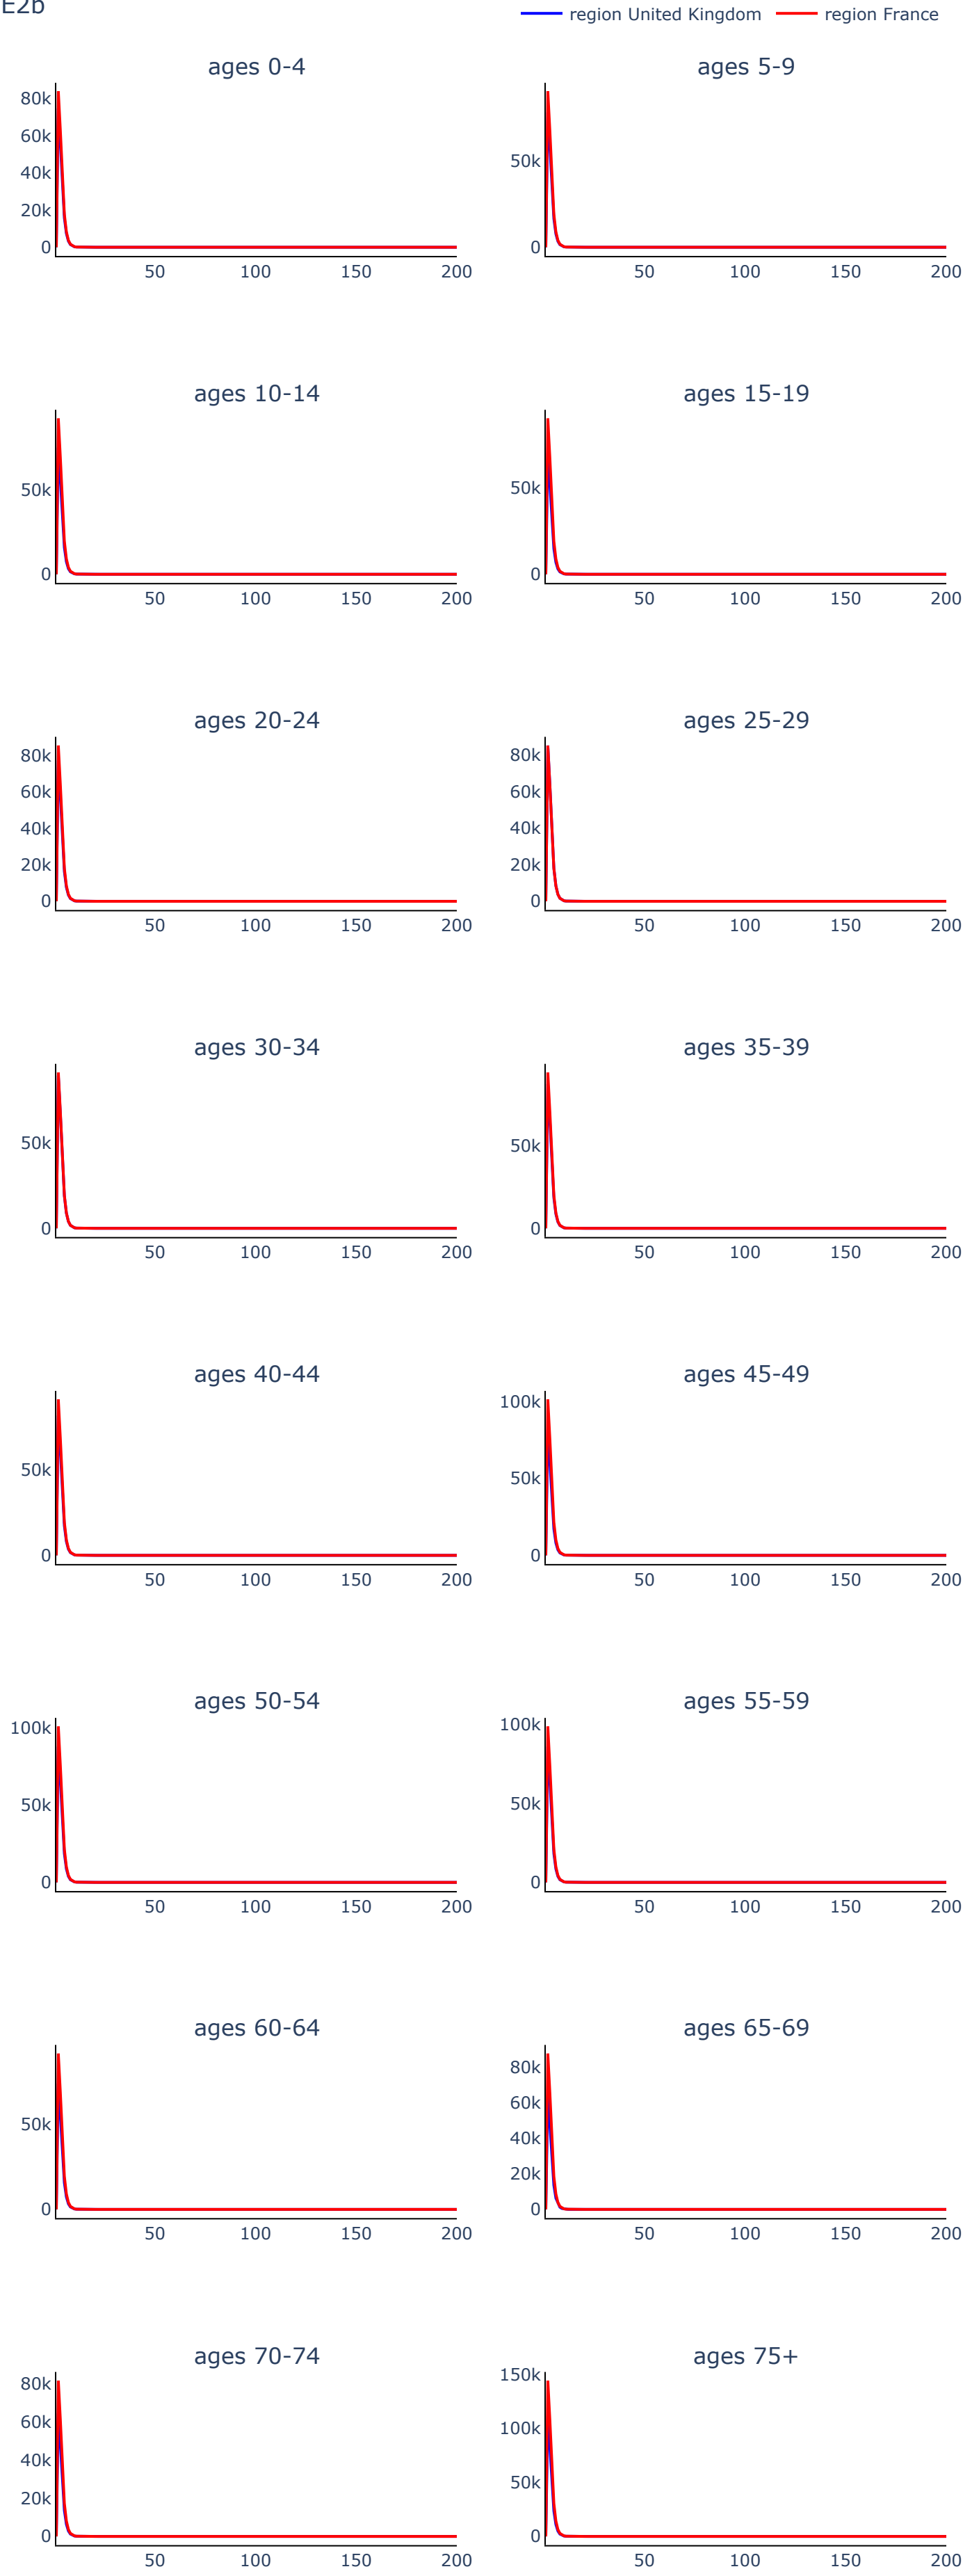 E2b
region United Kingdom region France
ages 0-4 ages 5-9
80k
60k
50k
40k
20k
0 0
50 100 150 200 50 100 150 200
ages 10-14 ages 15-19
50k 50k
0 0
50 100 150 200 50 100 150 200
ages 20-24 ages 25-29
80k 80k
60k 60k
40k 40k
20k 20k
0 0
50 100 150 200 50 100 150 200
ages 30-34 ages 35-39
50k 50k
0 0
50 100 150 200 50 100 150 200
ages 40-44 ages 45-49
100k
50k 50k
0 0
50 100 150 200 50 100 150 200
ages 50-54 ages 55-59
100k 100k
50k 50k
0 0
50 100 150 200 50 100 150 200
ages 60-64 ages 65-69
80k
60k
50k
40k
20k
0 0
50 100 150 200 50 100 150 200
ages 70-74 ages 75+
80k 150k
60k 100k
40k
20k 50k
0 0
50 100 150 200 50 100 150 200